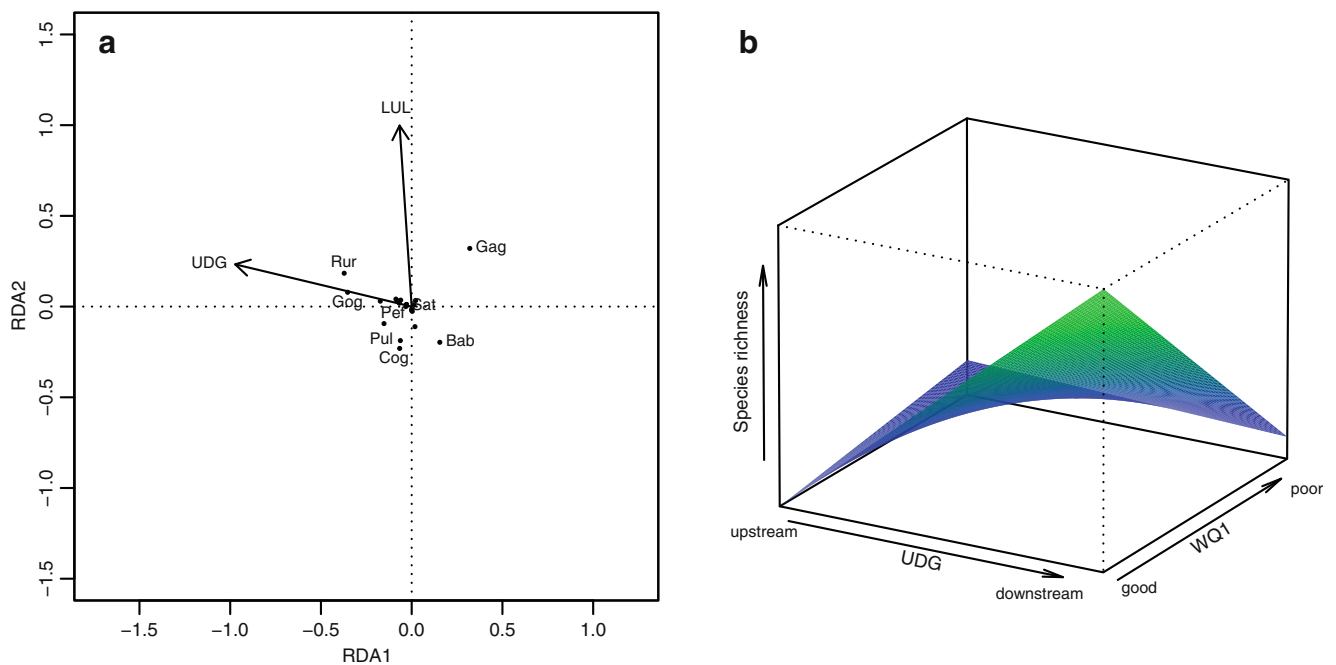 a
1.5
1.0
0.5
0.0
−0.5
−1.0
−1.5
RDA2
LUL
UDG
Rur
Gog
Gag
Pef
Sat
Pul
Cog
Bab
−1.5 −1.0 −0.5 0.0 0.5 1.0
RDA1
b
Species richness
upstream
UDG
downstream
good
WQ1
poor